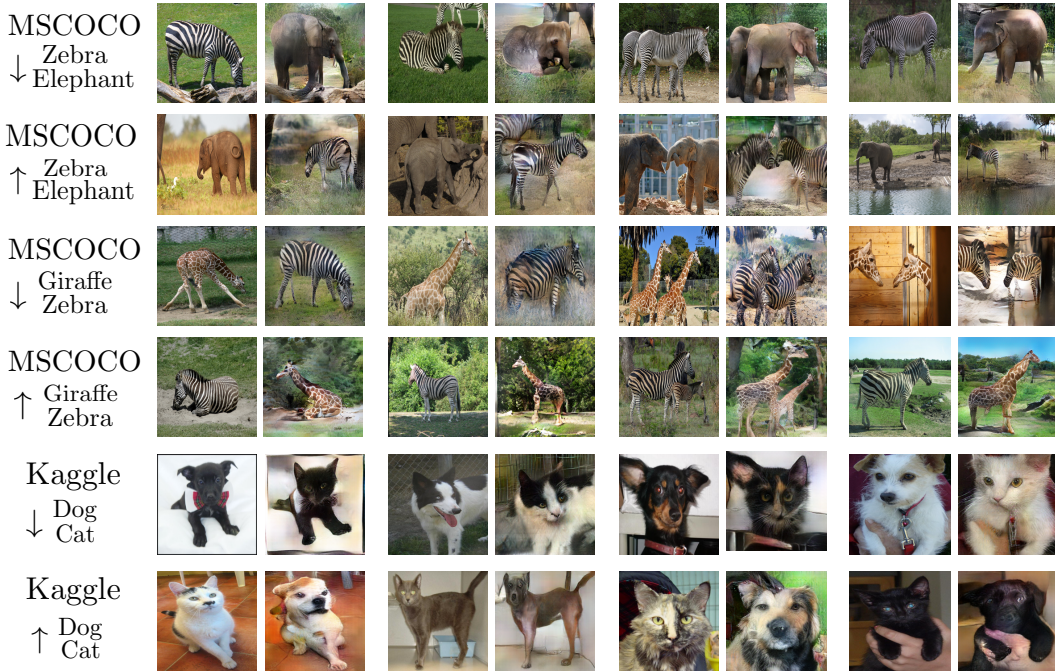 MSCOCO
↓ Zebra
Elephant
MSCOCO
↑ Zebra
Elephant
MSCOCO
↓ Giraffe
Zebra
MSCOCO
↑ Giraffe
Zebra
Kaggle
↓ Dog
Cat
Kaggle
↑ Dog
Cat